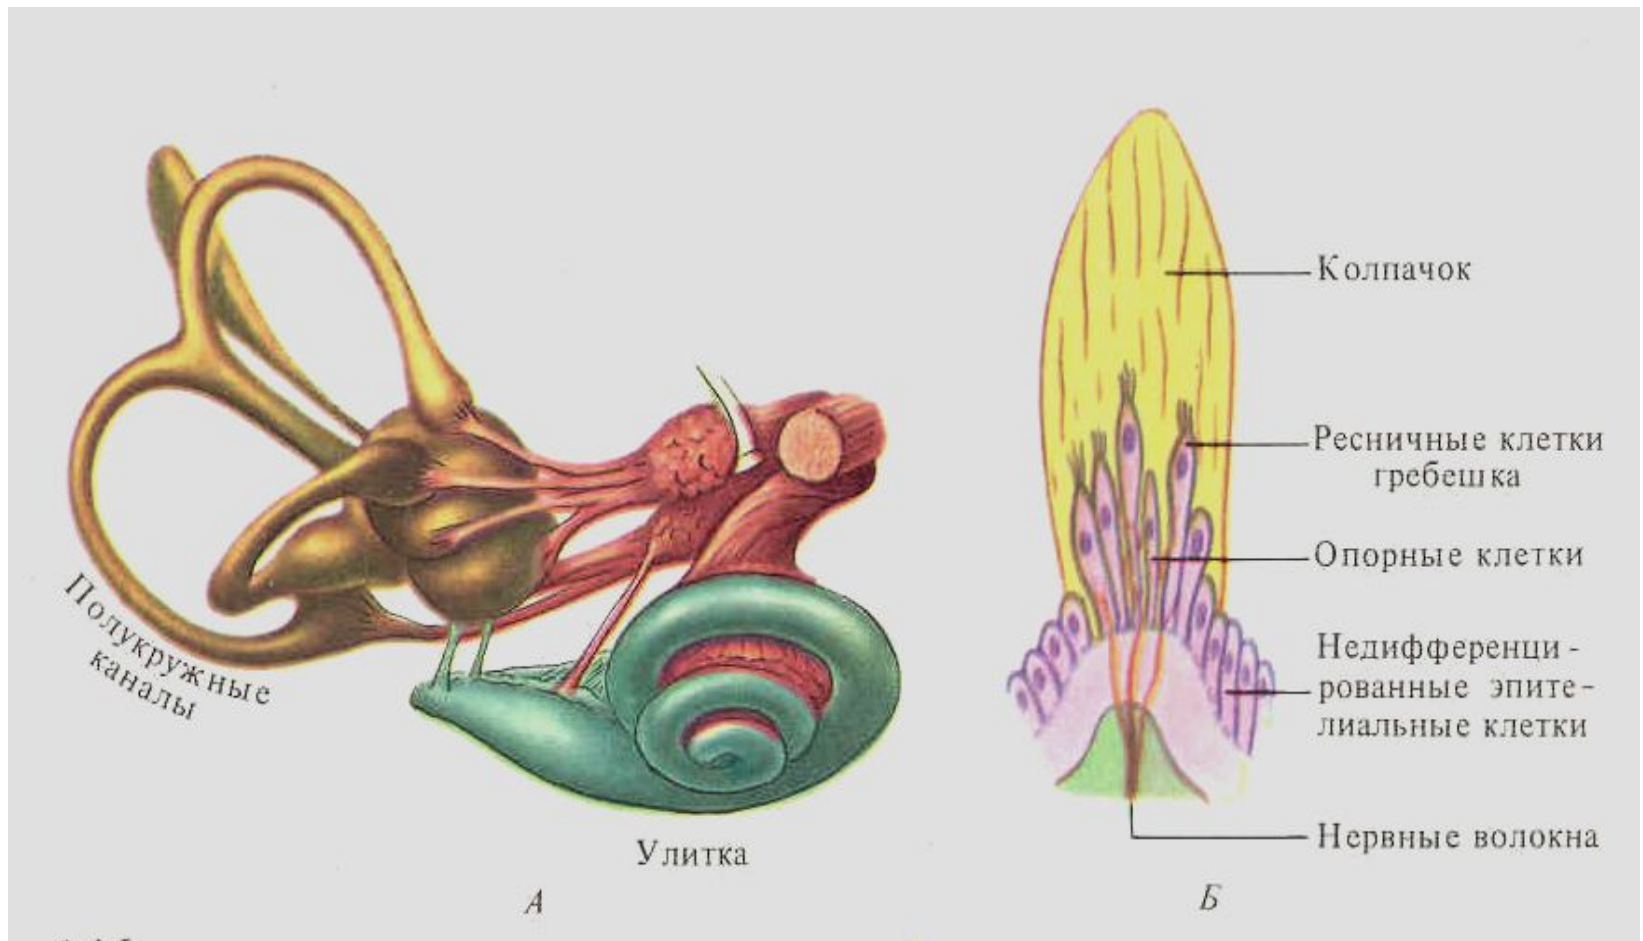 Полукружные
каналы
Улитка
А
Колпачок
Ресничные клетки
гребешка
Опорные клетки
Недифференци-
рованные эпите-
лиальные клетки
Нервные волокна
Б